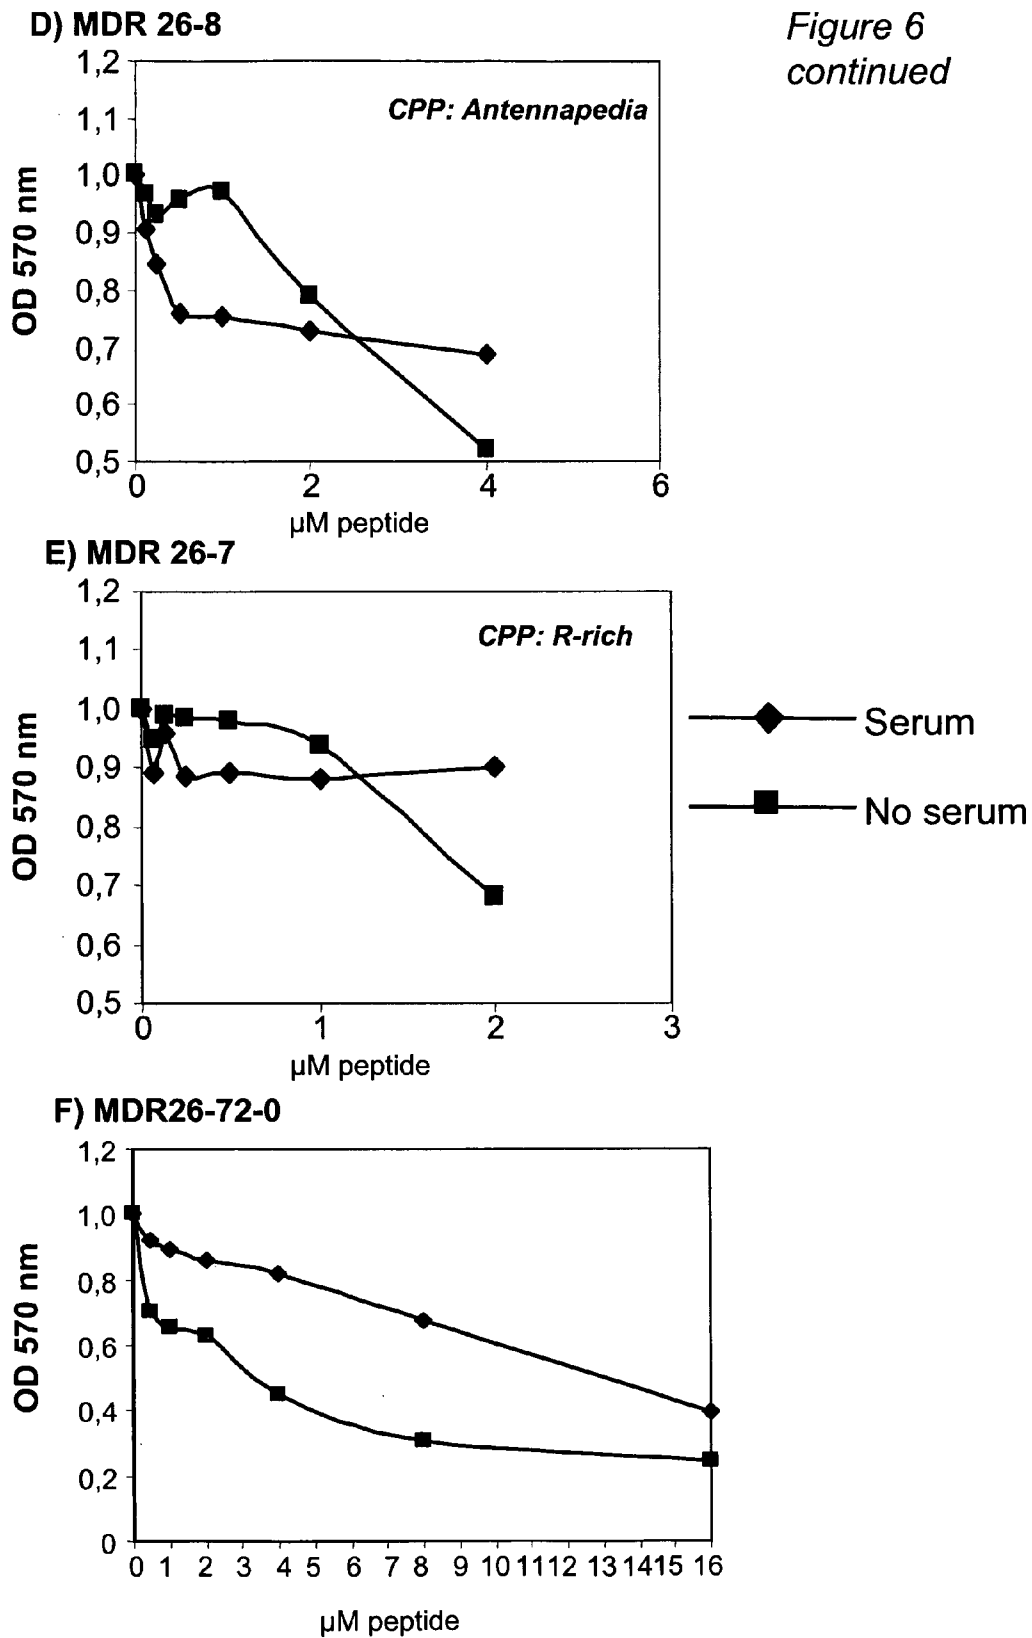 D) MDR 26-8
Figure 6
continued
1,2
CPP: Antennapedia
1,1
1,0
0,9
0,8
0,7
0,6
0,5
OD 570 nm
0 2 4 6
µM peptide
E) MDR 26-7
1,2
CPP: R-rich
1,1
1,0
0,9
0,8
0,7
0,6
0,5
OD 570 nm
0 1 2 3
µM peptide
Serum
No serum
F) MDR26-72-0
1,2
1,0
0,8
0,6
0,4
0,2
0
OD 570 nm
0 1 2 3 4 5 6 7 8 9 10 11 12 13 14 15 16
µM peptide